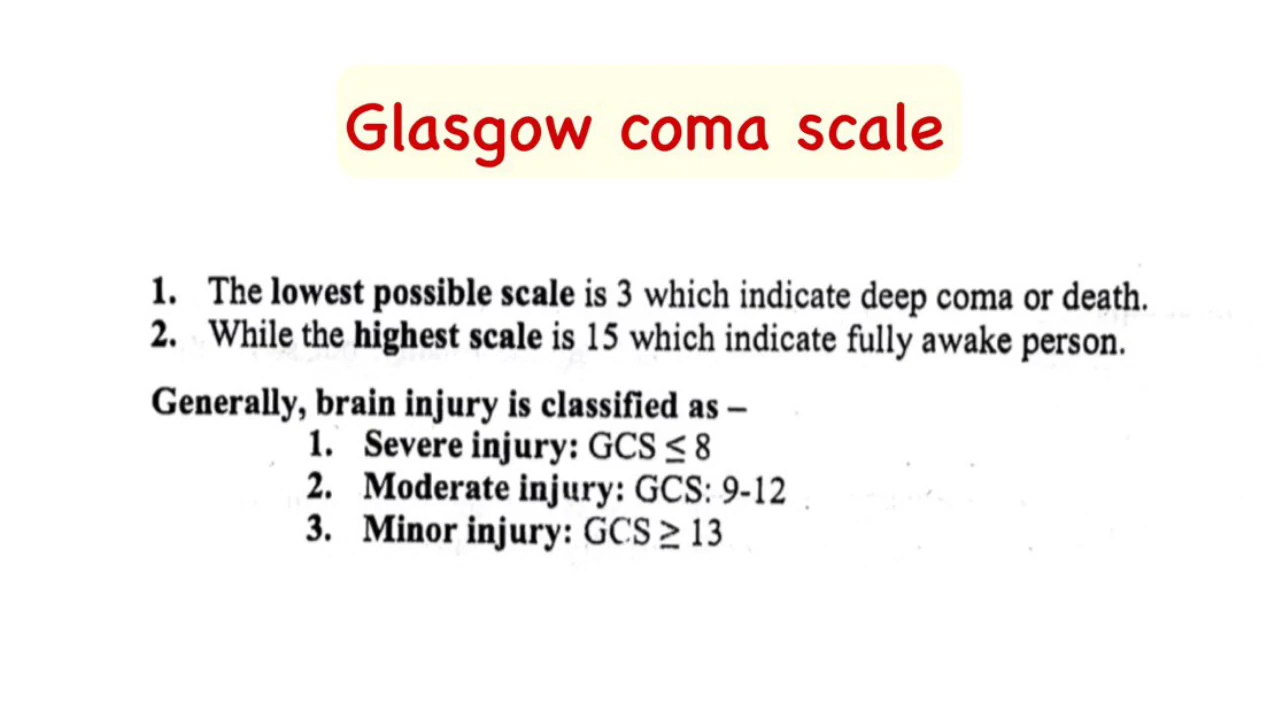 Glasgow coma scale
1. The lowest possible scale is 3 which indicate deep coma or death.
2. While the highest scale is 15 which indicate fully awake person.
Generally, brain injury is classified as –
1. Severe injury: GCS ≤ 8
2. Moderate injury: GCS: 9-12
3. Minor injury: GCS ≥ 13